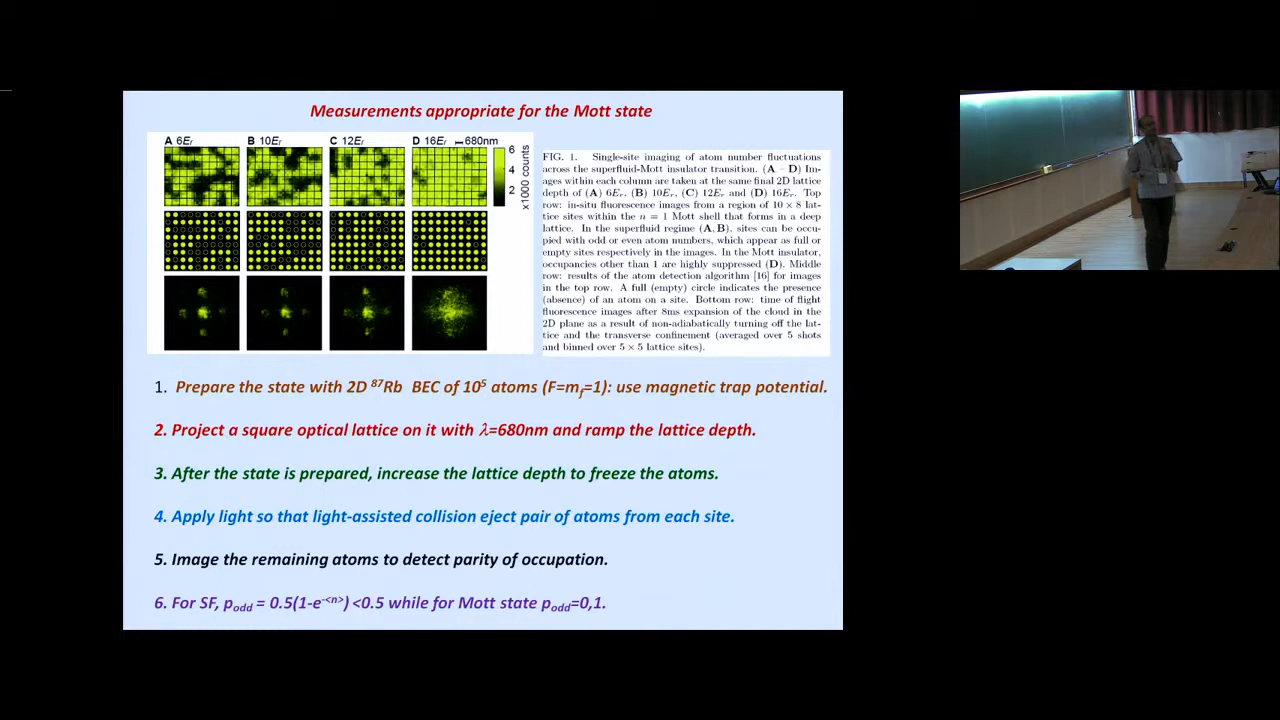 Measurements appropriate for the Mott state
A 6Er B 10Er C 12Er D 16Er 680nm
6
4
2
x1000 counts
FIG. 1. Single-site imaging of atom number fluctuations
across the superfluid-Mott insulator transition. (A – D) Im-
ages within each column are taken at the same final 2D lattice
depth of (A) 6Er, (B) 10Er, (C) 12Er and (D) 16Er. Top
row: in-situ fluorescence images from a region of 10 × 8 lat-
tice sites within the n = 1 Mott shell that forms in a deep
lattice. In the superfluid regime (A, B), sites can be occu-
pied with odd or even atom numbers, which appear as full or
empty sites respectively in the images. In the Mott insulator,
occupancies other than 1 are highly suppressed (D). Middle
row: results of the atom detection algorithm [16] for images
in the top row. A full (empty) circle indicates the presence
(absence) of an atom on a site. Bottom row: time of flight
fluorescence images after 8ms expansion of the cloud in the
2D plane as a result of non-adiabatically turning off the lat-
tice and the transverse confinement (averaged over 5 shots
and binned over 5 × 5 lattice sites).
1. Prepare the state with 2D ⁸⁷Rb BEC of 10⁵ atoms (F=mf=1): use magnetic trap potential.
2. Project a square optical lattice on it with λ=680nm and ramp the lattice depth.
3. After the state is prepared, increase the lattice depth to freeze the atoms.
4. Apply light so that light-assisted collision eject pair of atoms from each site.
5. Image the remaining atoms to detect parity of occupation.
6. For SF, podd = 0.5(1-e-<n>) <0.5 while for Mott state podd=0,1.